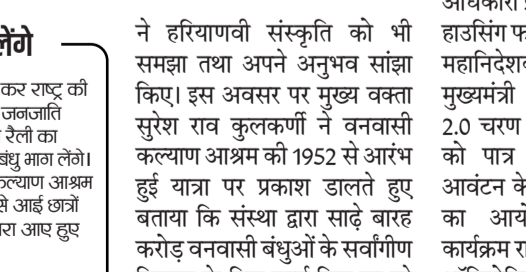 लेंगे
कर राष्ट्र की
जनजाति
रैली का
बंधु भाग लेंगे।
कल्याण आश्रम
से आई छात्रों
आए हुए
ने हरियाणवी संस्कृति को भी
समझा तथा अपने अनुभव सांझा
किए। इस अवसर पर मुख्य वक्ता
सुरेश राव कुलकर्णी ने वनवासी
कल्याण आश्रम की 1952 से आरंभ
हुई यात्रा पर प्रकाश डालते हुए
बताया कि संस्था द्वारा साढ़े बारह
करोड़ वनवासी बंधुओं के सर्वांगीण
हाउसिंग फ
महानिदेशक
मुख्यमंत्री
2.0 चरण
को पात्र
आवंटन के
का आयो
कार्यक्रम रा